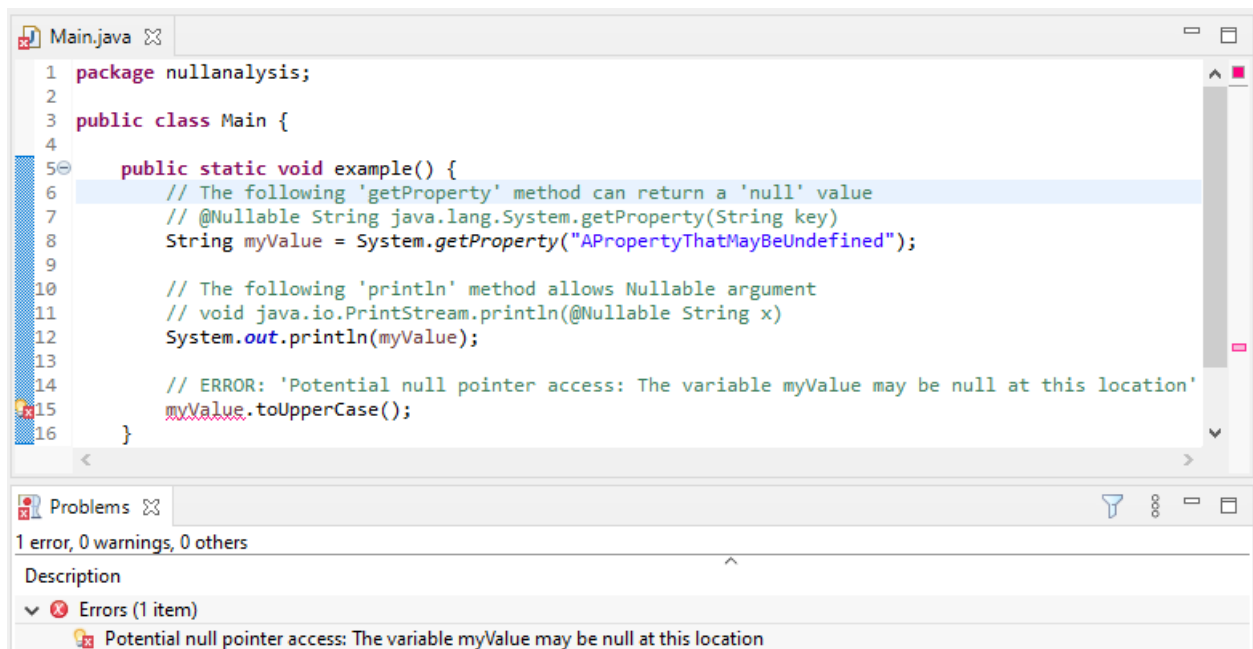 Main.java
1 package nullanalysis;
2
3 public class Main {
4
5 public static void example() {
6 // The following 'getProperty' method can return a 'null' value
7 // @Nullable String java.lang.System.getProperty(String key)
8 String myValue = System.getProperty("APropertyThatMayBeUndefined");
9
10 // The following 'println' method allows Nullable argument
11 // void java.io.PrintStream.println(@Nullable String x)
12 System.out.println(myValue);
13
14 // ERROR: 'Potential null pointer access: The variable myValue may be null at this location'
15 myValue.toUpperCase();
16 }
Problems
1 error, 0 warnings, 0 others
Description
Errors (1 item)
Potential null pointer access: The variable myValue may be null at this location